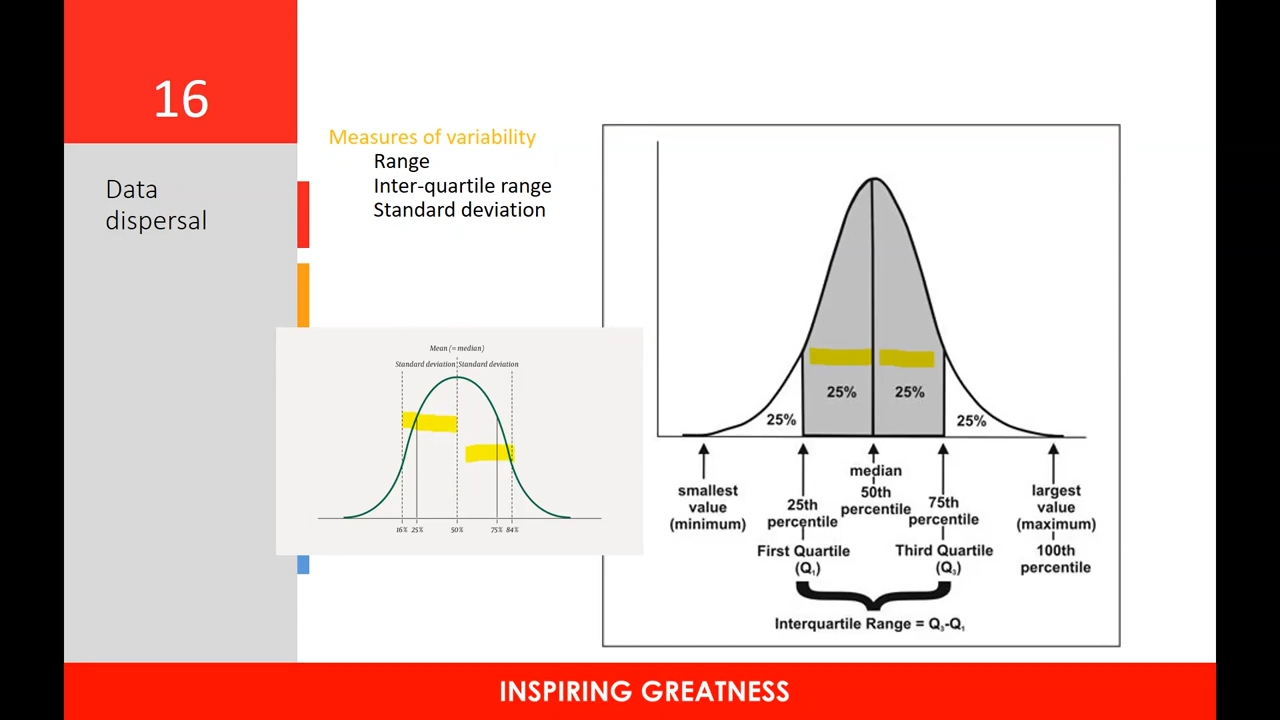 16
Data
dispersal
Measures of variability
Range
Inter-quartile range
Standard deviation
Mean (=median)
Standard deviation Standard deviation
16% 25% 50% 75% 84%
25% 25% 25% 25%
smallest
value
(minimum)
25th
percentile
First Quartile
(Q₁)
median
50th
percentile
75th
percentile
Third Quartile
(Q₃)
largest
value
(maximum)
100th
percentile
Interquartile Range = Q₃-Q₁
INSPIRING GREATNESS